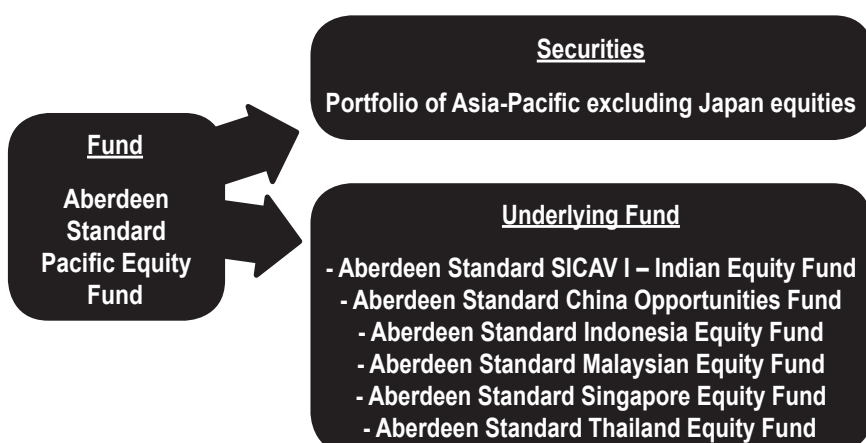 Fund
Aberdeen
Standard
Pacific Equity
Fund
Securities
Portfolio of Asia-Pacific excluding Japan equities
Underlying Fund
- Aberdeen Standard SICAV I – Indian Equity Fund
- Aberdeen Standard China Opportunities Fund
- Aberdeen Standard Indonesia Equity Fund
- Aberdeen Standard Malaysian Equity Fund
- Aberdeen Standard Singapore Equity Fund
- Aberdeen Standard Thailand Equity Fund